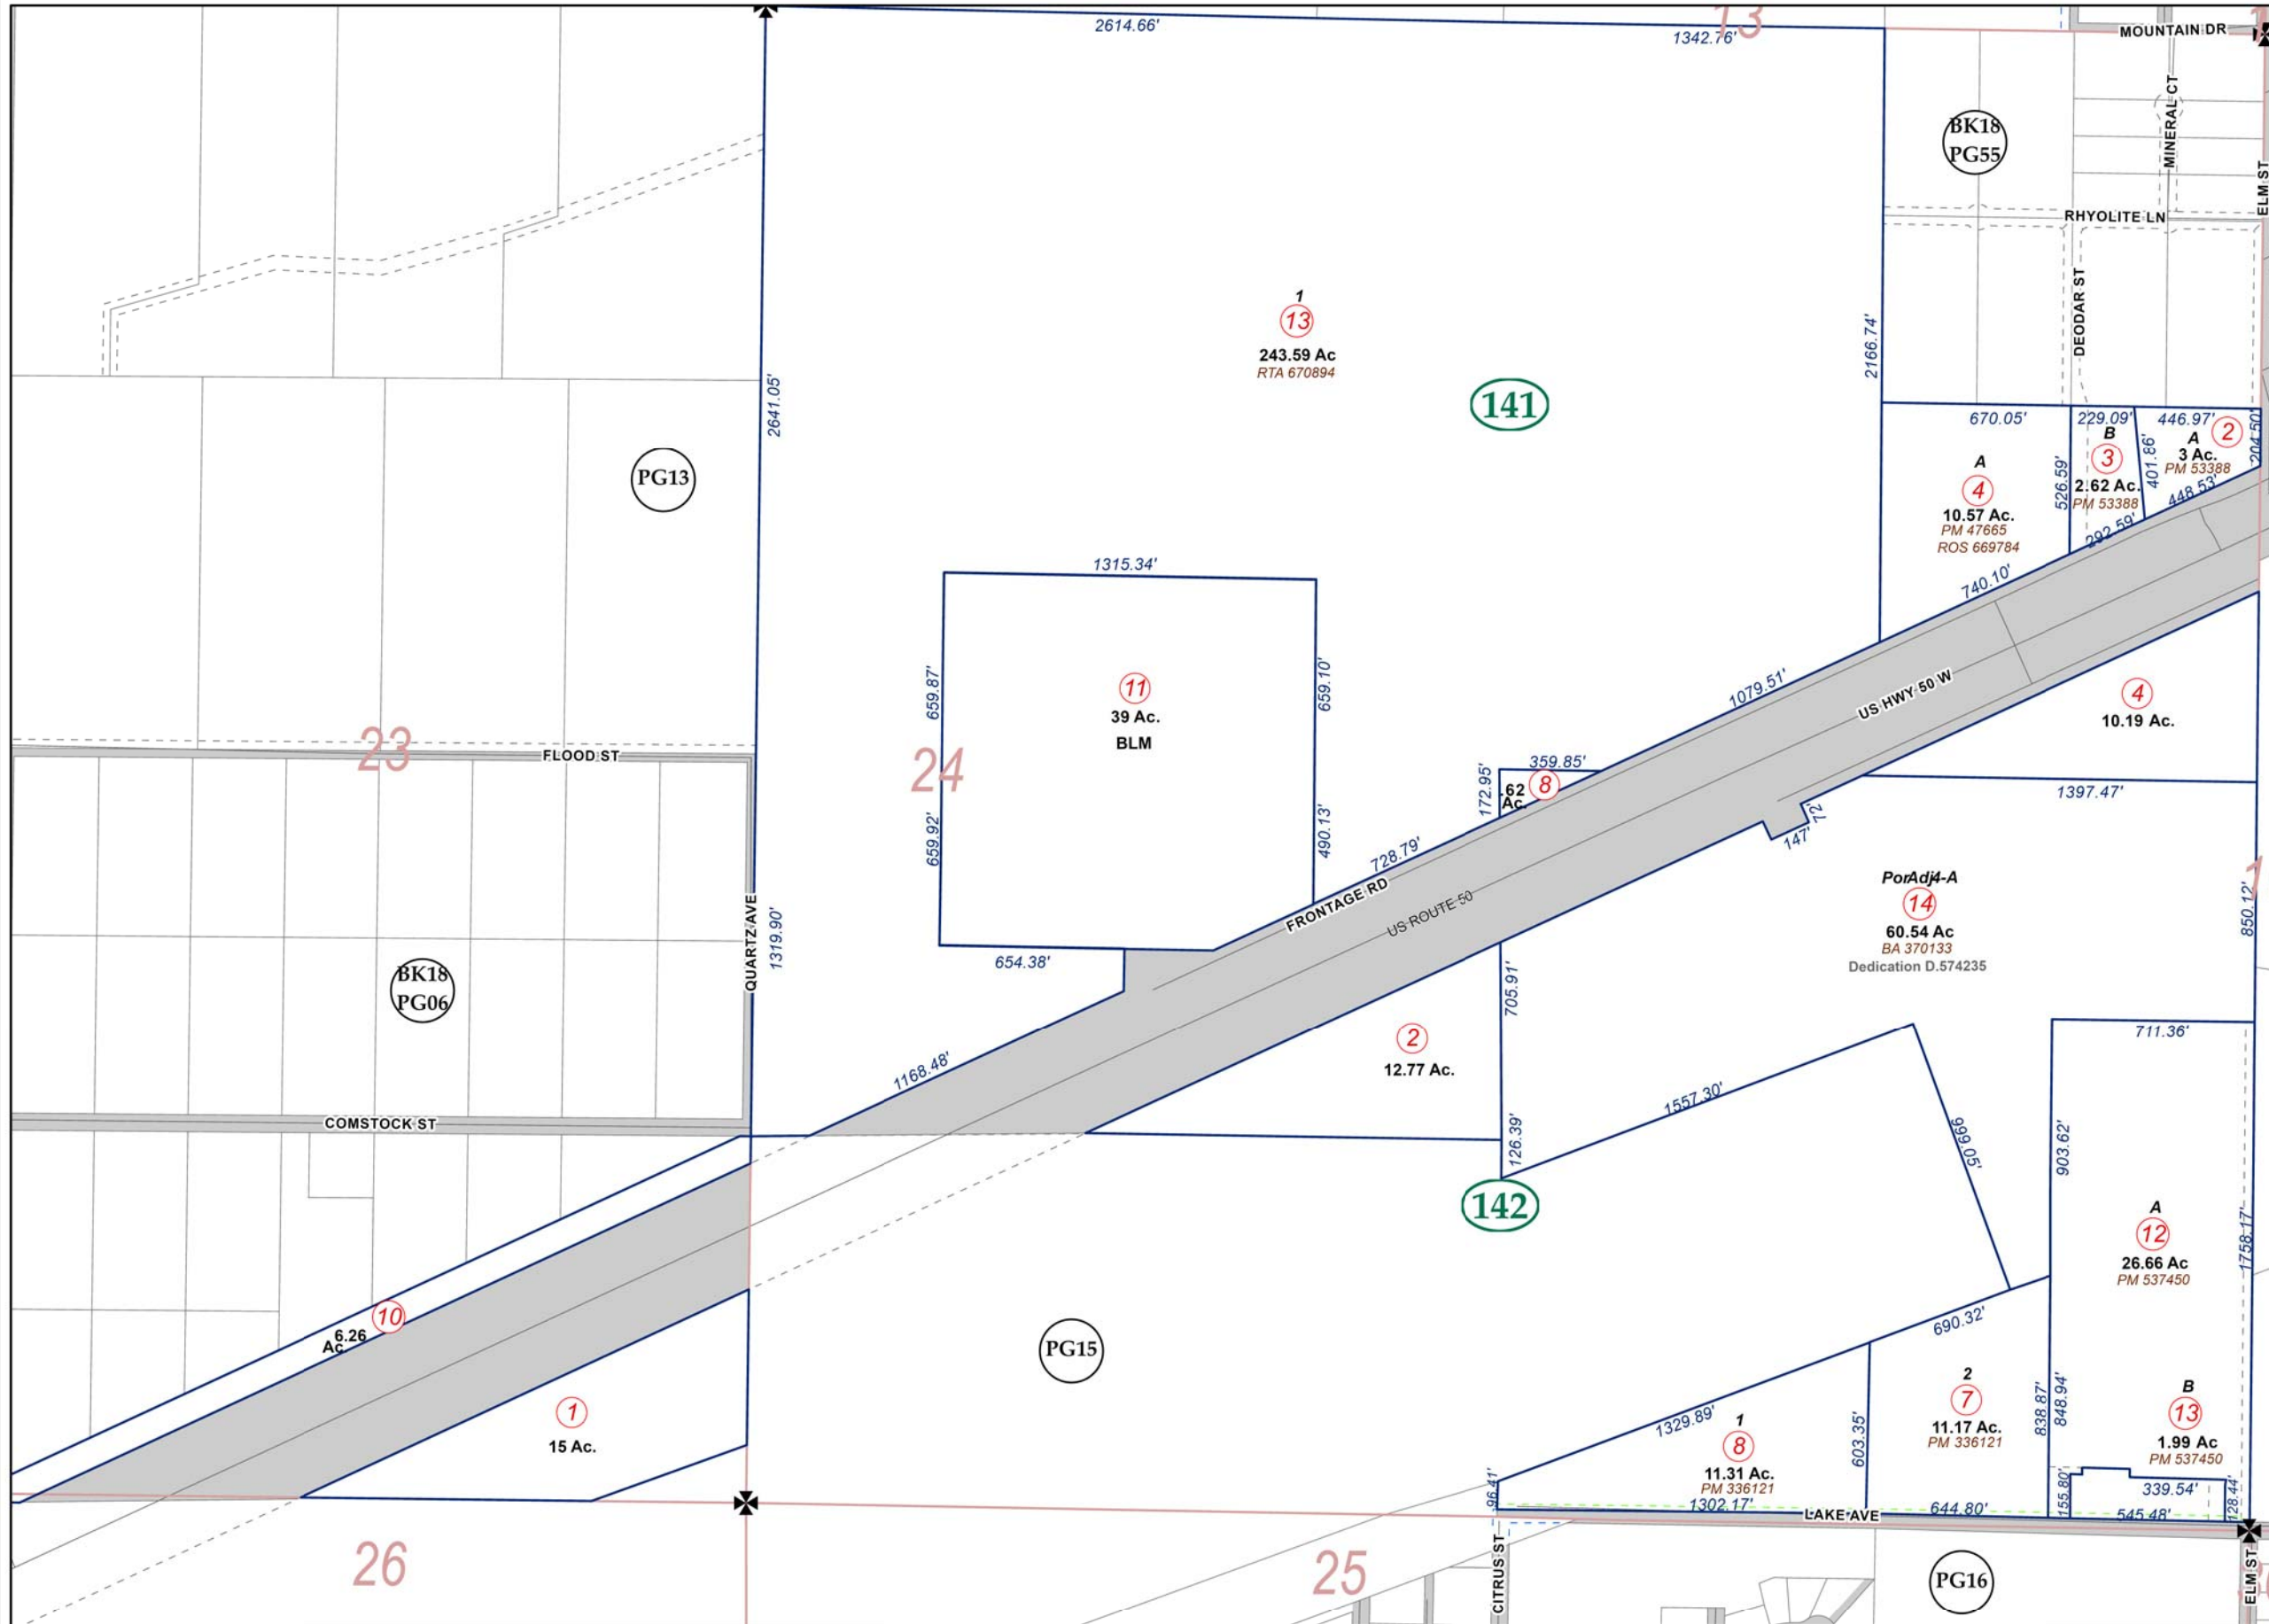 13
2614.66'
1342.76'
MOUNTAIN DR
MINERAL CT
BK18
PG55
ELM ST
RHYOLITE LN
DEODAR ST
1
13
243.59 Ac
RTA 670894
141
2166.74'
2641.05'
670.05'
229.09'
446.97'
2
204.50'
B
3
2.62 Ac.
PM 53388
401.86'
A
3 Ac.
PM 53388
448.53'
A
4
10.57 Ac.
PM 47665
ROS 669784
526.59'
292.59'
740.10'
PG13
1315.34'
659.87'
659.10'
11
39 Ac.
BLM
1079.51'
US HWY 50 W
4
10.19 Ac.
23
FLOOD ST
24
359.85'
172.95'
.62
Ac.
8
1397.47'
72'
147'
659.92'
490.13'
728.79'
FRONTAGE RD
US ROUTE 50
PorAdj4-A
14
60.54 Ac
BA 370133
Dedication D.574235
1
850.12'
QUARTZ AVE
1319.90'
654.38'
BK18
PG06
705.91'
711.36'
2
12.77 Ac.
1168.48'
1557.30'
999.05'
COMSTOCK ST
126.39'
903.62'
142
A
12
26.66 Ac
PM 537450
1758.17'
10
6.26
Ac
PG15
690.32'
1
15 Ac.
1329.89'
1
8
11.31 Ac.
PM 336121
603.35'
2
7
11.17 Ac.
PM 336121
838.87'
848.94'
B
13
1.99 Ac
PM 537450
96.41'
1302.17'
LAKE AVE
644.80'
155.80'
339.54'
128.44'
545.48'
26
25
CITRUS ST
PG16
ELM ST